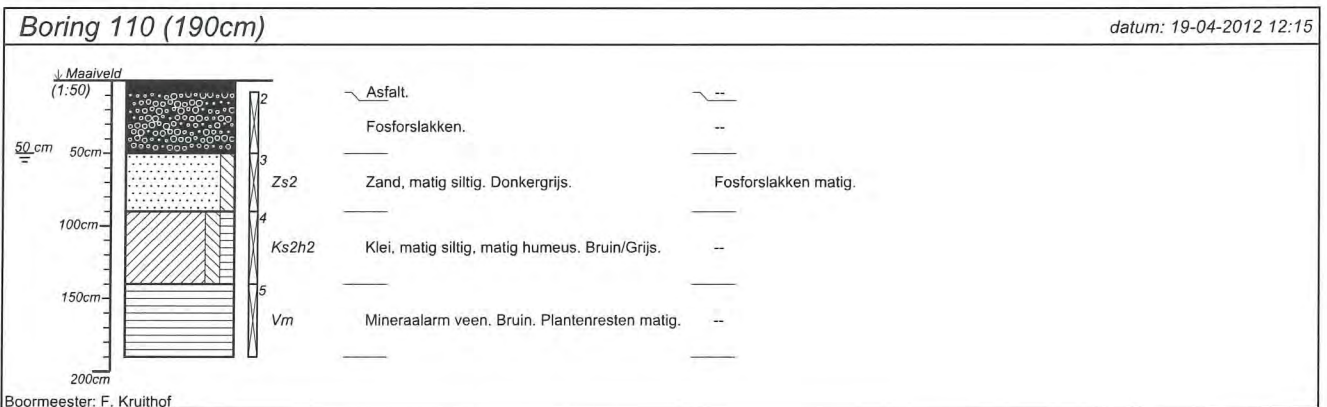 Boring 110 (190cm) datum: 19-04-2012 12:15
Maaiveld
(1:50) 2 Asfalt. --
Fosforslakken. --
50 cm 50cm 3
Zs2 Zand, matig siltig. Donkergrijs. Fosforslakken matig.
100cm 4
Ks2h2 Klei, matig siltig, matig humeus. Bruin/Grijs. --
150cm 5
Vm Mineraalarm veen. Bruin. Plantenresten matig. --
200cm
Boormeester: F. Kruithof